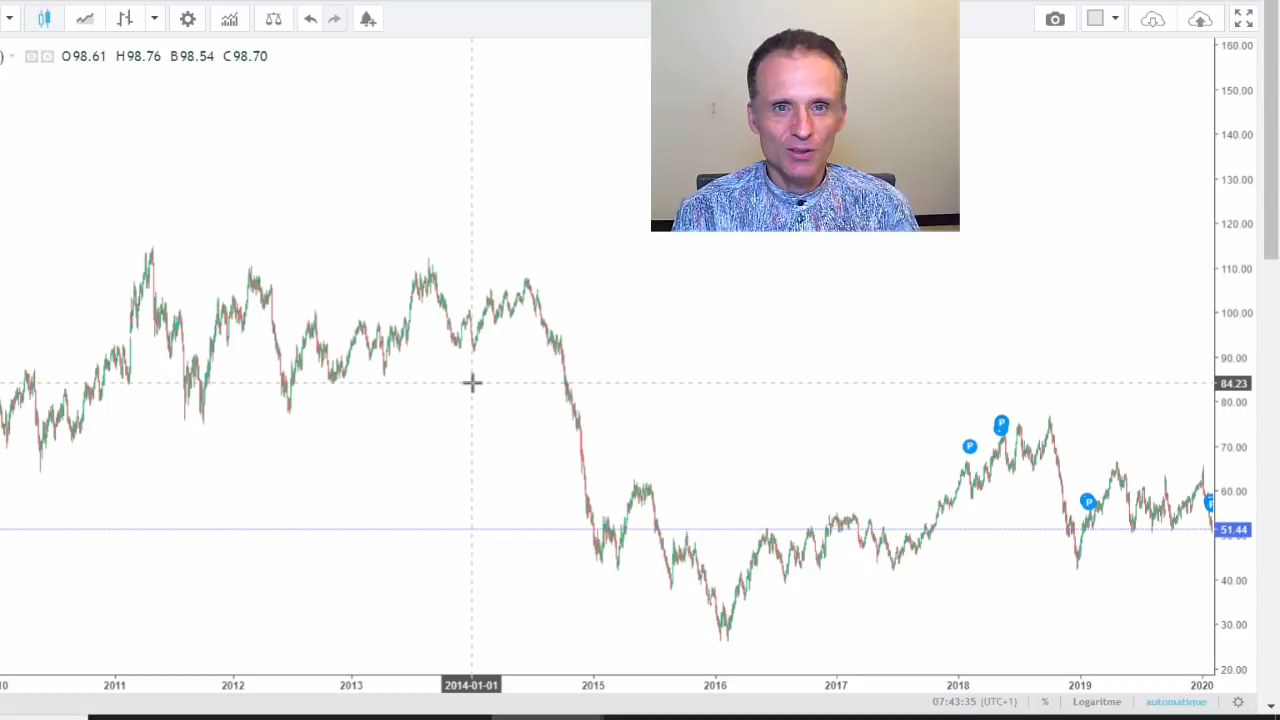 ) O98.61 H98.76 B98.54 C98.70
160.00
150.00
140.00
130.00
120.00
110.00
100.00
90.00
84.23
80.00
70.00
P
P
60.00
P
P
51.44
40.00
30.00
20.00
2011 2012 2013 2014-01-01 2015 2016 2017 2018 2019 2020
07:43:35 (UTC+1) % Logaritme automatique